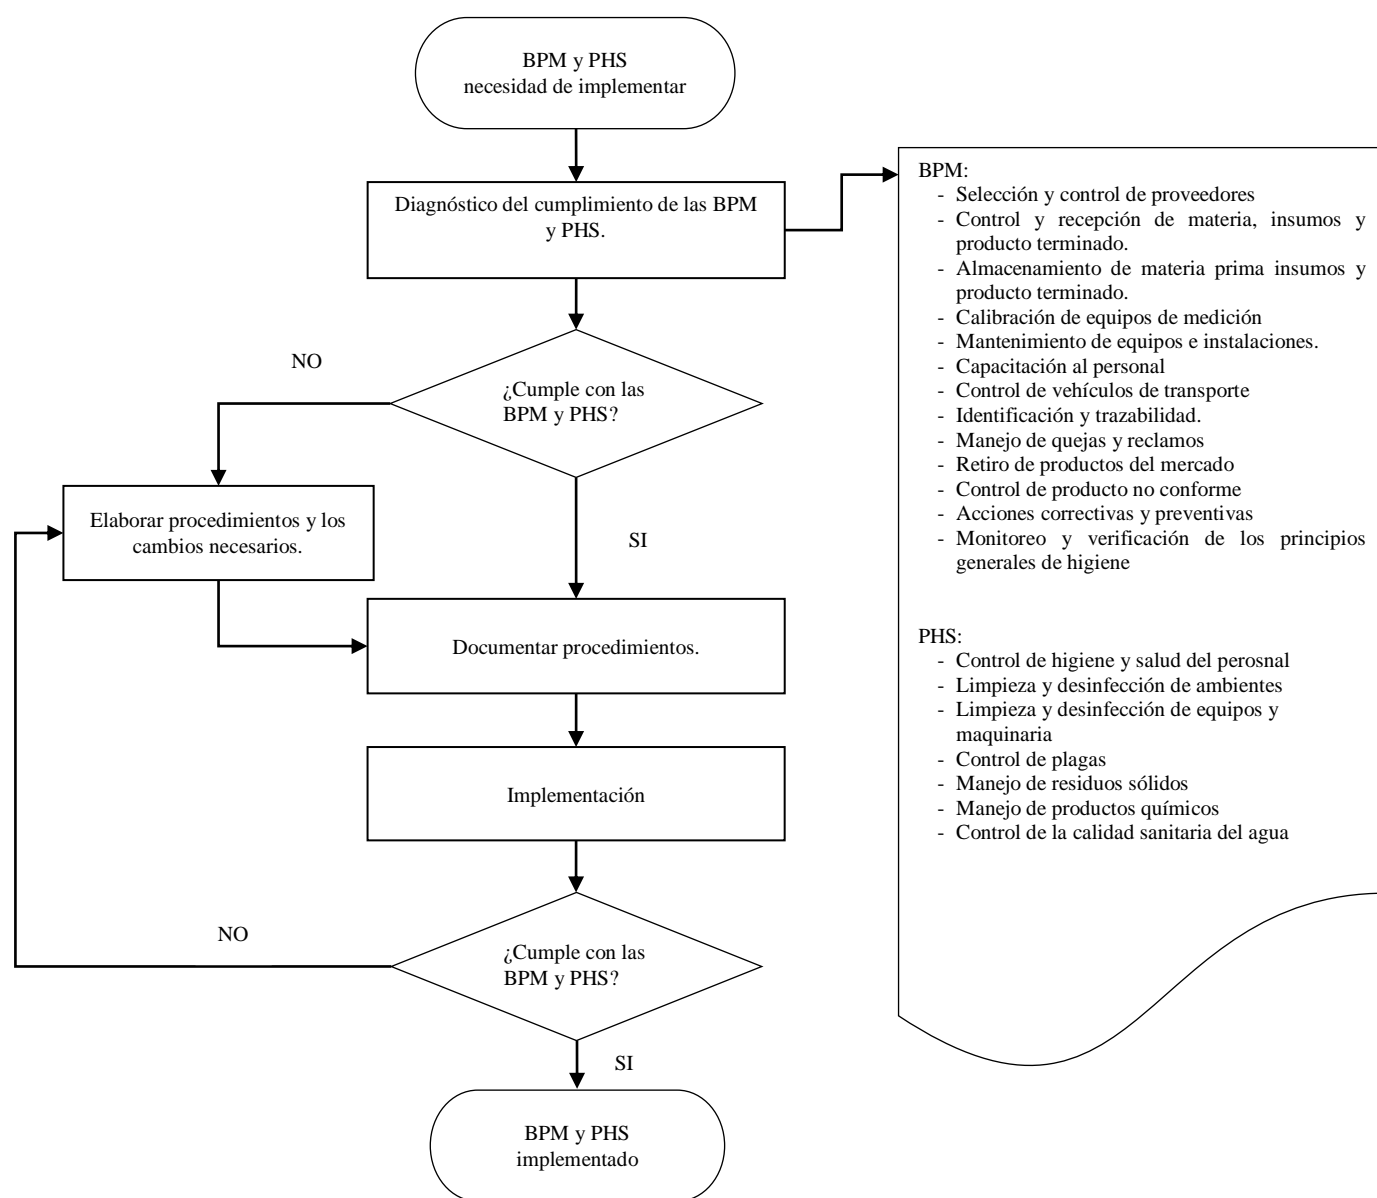 BPM y PHS
necesidad de implementar
Diagnóstico del cumplimiento de las BPM
y PHS.
¿Cumple con las
BPM y PHS?
NO
SI
Elaborar procedimientos y los
cambios necesarios.
Documentar procedimientos.
Implementación
¿Cumple con las
BPM y PHS?
NO
SI
BPM y PHS
implementado
BPM:
- Selección y control de proveedores
- Control y recepción de materia, insumos y
producto terminado.
- Almacenamiento de materia prima insumos y
producto terminado.
- Calibración de equipos de medición
- Mantenimiento de equipos e instalaciones.
- Capacitación al personal
- Control de vehículos de transporte
- Identificación y trazabilidad.
- Manejo de quejas y reclamos
- Retiro de productos del mercado
- Control de producto no conforme
- Acciones correctivas y preventivas
- Monitoreo y verificación de los principios
generales de higiene
PHS:
- Control de higiene y salud del perosnal
- Limpieza y desinfección de ambientes
- Limpieza y desinfección de equipos y
maquinaria
- Control de plagas
- Manejo de residuos sólidos
- Manejo de productos químicos
- Control de la calidad sanitaria del agua